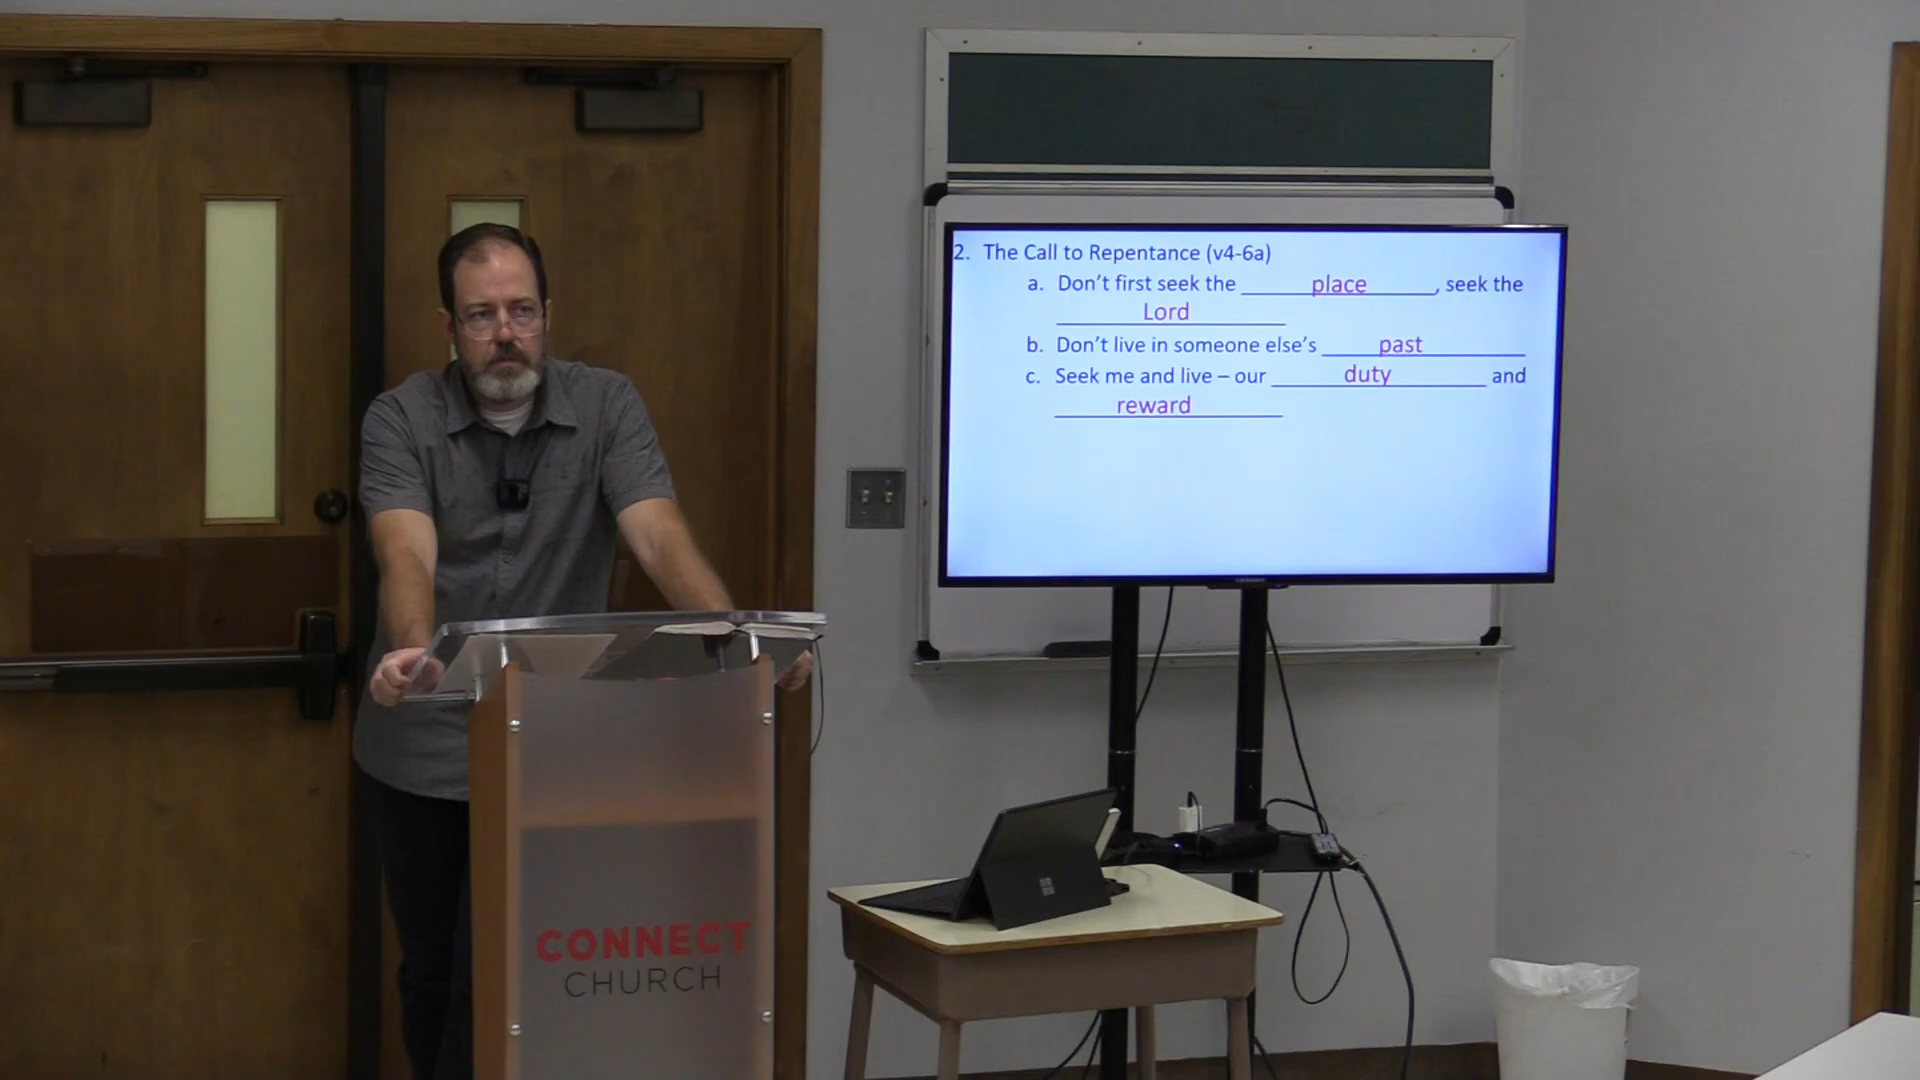 2. The Call to Repentance (v4-6a)
a. Don't first seek the place, seek the
Lord
b. Don't live in someone else's past
c. Seek me and live – our duty and
reward
CONNECT
CHURCH